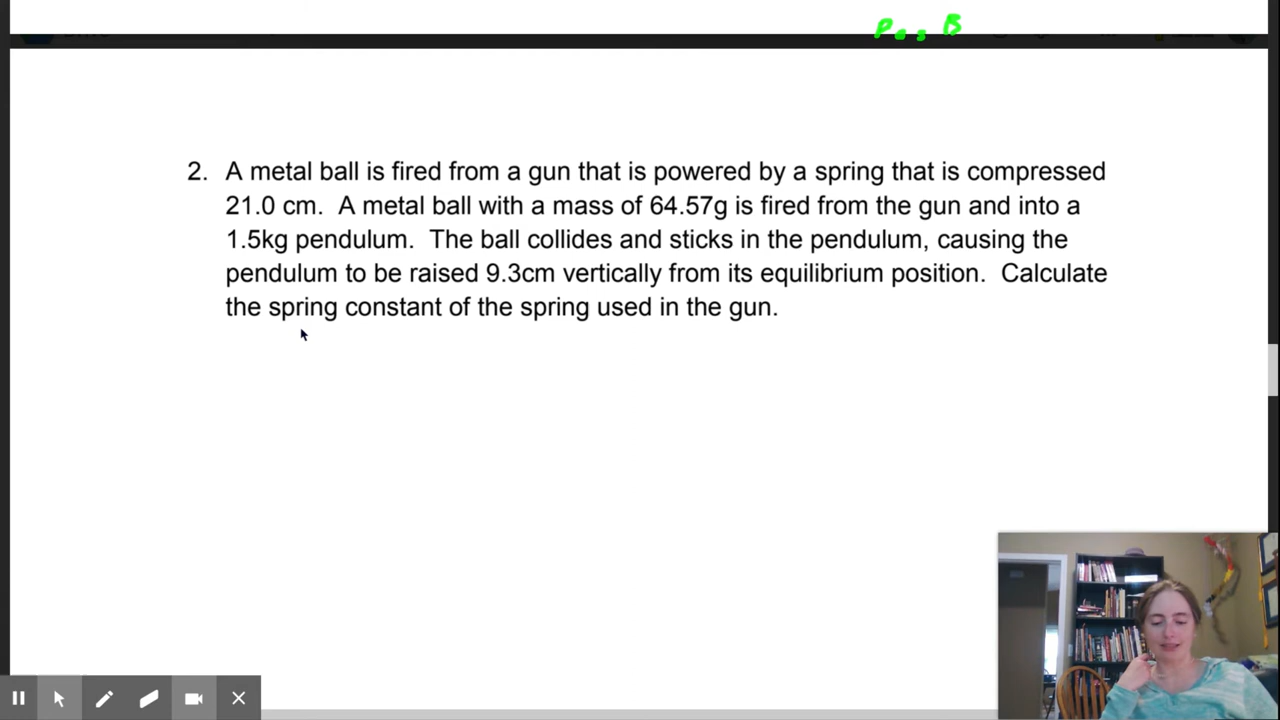 Pos B
2. A metal ball is fired from a gun that is powered by a spring that is compressed
21.0 cm. A metal ball with a mass of 64.57g is fired from the gun and into a
1.5kg pendulum. The ball collides and sticks in the pendulum, causing the
pendulum to be raised 9.3cm vertically from its equilibrium position. Calculate
the spring constant of the spring used in the gun.